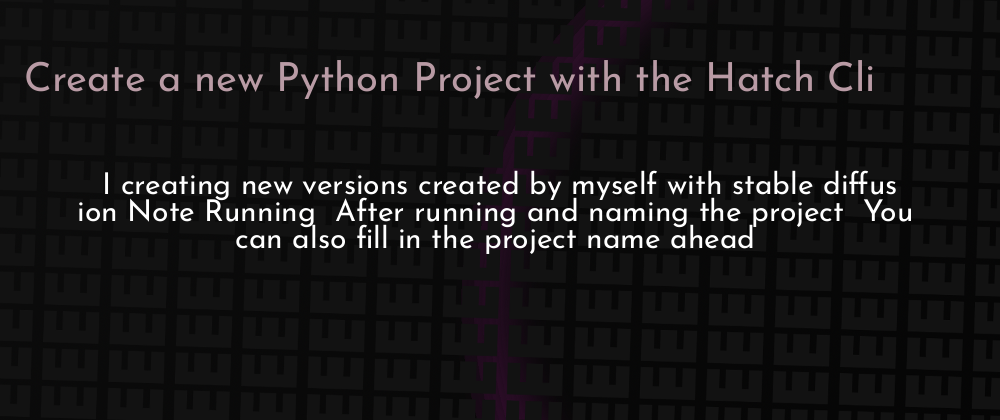 Create a new Python Project with the Hatch Cli
I creating new versions created by myself with stable diffus
ion Note Running  After running and naming the project  You
can also fill in the project name ahead